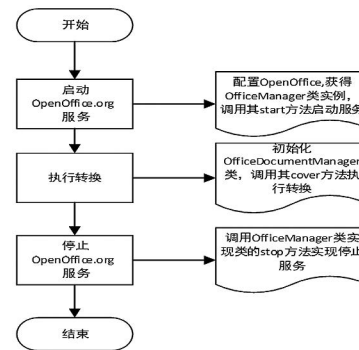 开始
启动
OpenOffice.org
服务
配置OpenOffice,获得
OfficeManager类实例，
调用其start方法启动服务
执行转换
初始化
OfficeDocumentManager
类，调用其cover方法执
行转换
停止
OpenOffice.org
服务
调用OfficeManager类实
现类的stop方法实现停止
服务
结束